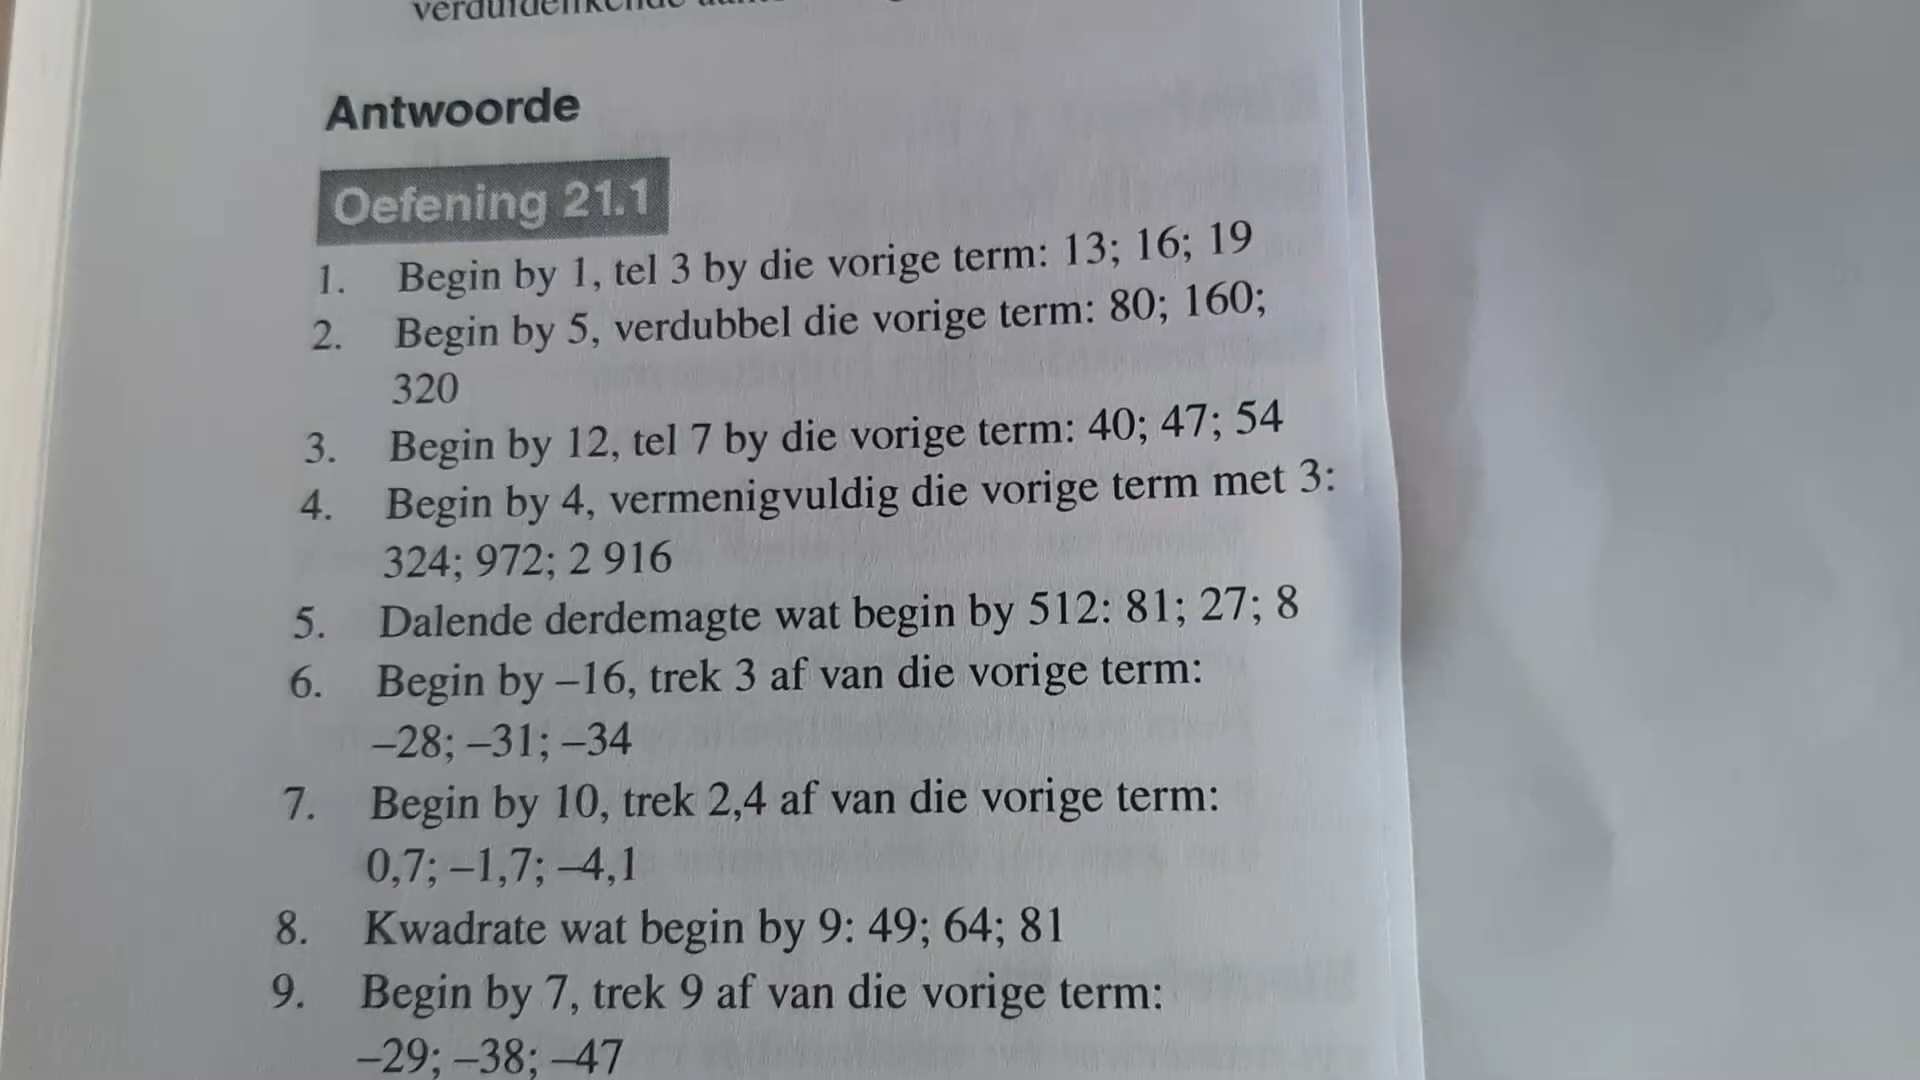 Antwoorde
Oefening 21.1
1. Begin by 1, tel 3 by die vorige term: 13; 16; 19
2. Begin by 5, verdubbel die vorige term: 80; 160;
320
3. Begin by 12, tel 7 by die vorige term: 40; 47; 54
4. Begin by 4, vermenigvuldig die vorige term met 3:
324; 972; 2 916
5. Dalende derdemagte wat begin by 512: 81; 27; 8
6. Begin by –16, trek 3 af van die vorige term:
–28; –31; –34
7. Begin by 10, trek 2,4 af van die vorige term:
0,7; –1,7; –4,1
8. Kwadrate wat begin by 9: 49; 64; 81
9. Begin by 7, trek 9 af van die vorige term:
–29; –38; –47